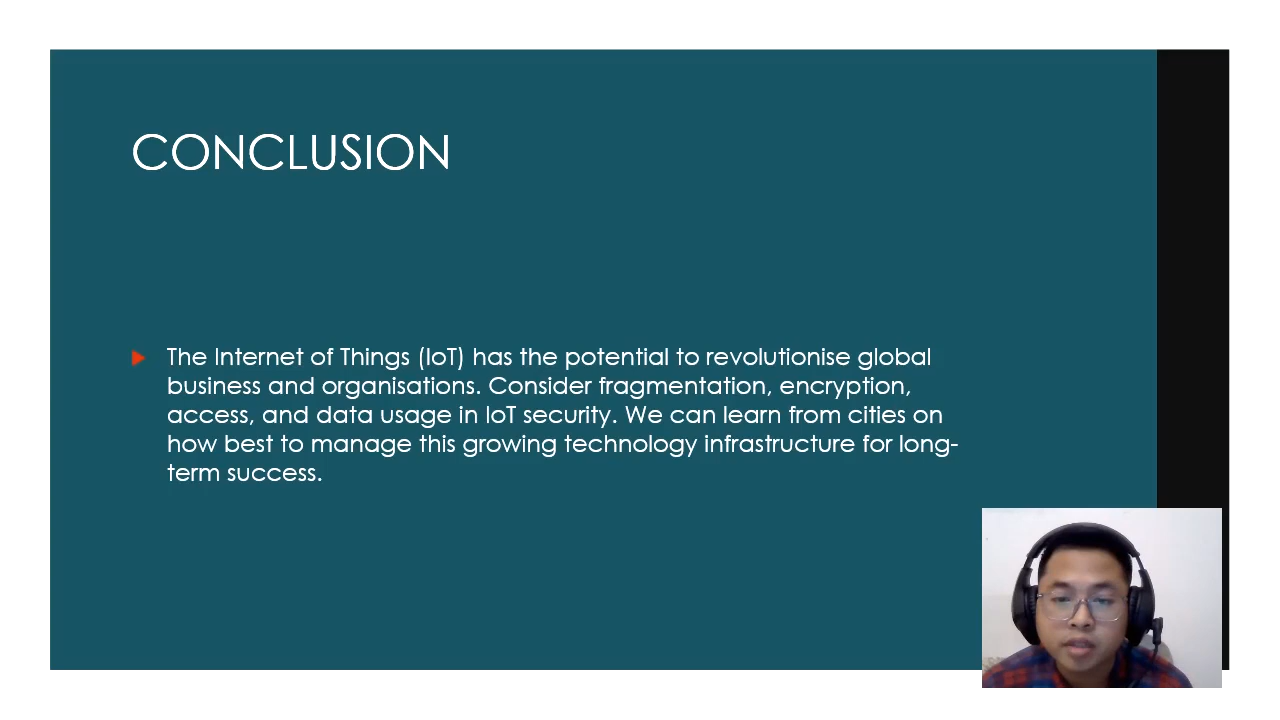 CONCLUSION
The Internet of Things (IoT) has the potential to revolutionise global
business and organisations. Consider fragmentation, encryption,
access, and data usage in IoT security. We can learn from cities on
how best to manage this growing technology infrastructure for long-
term success.